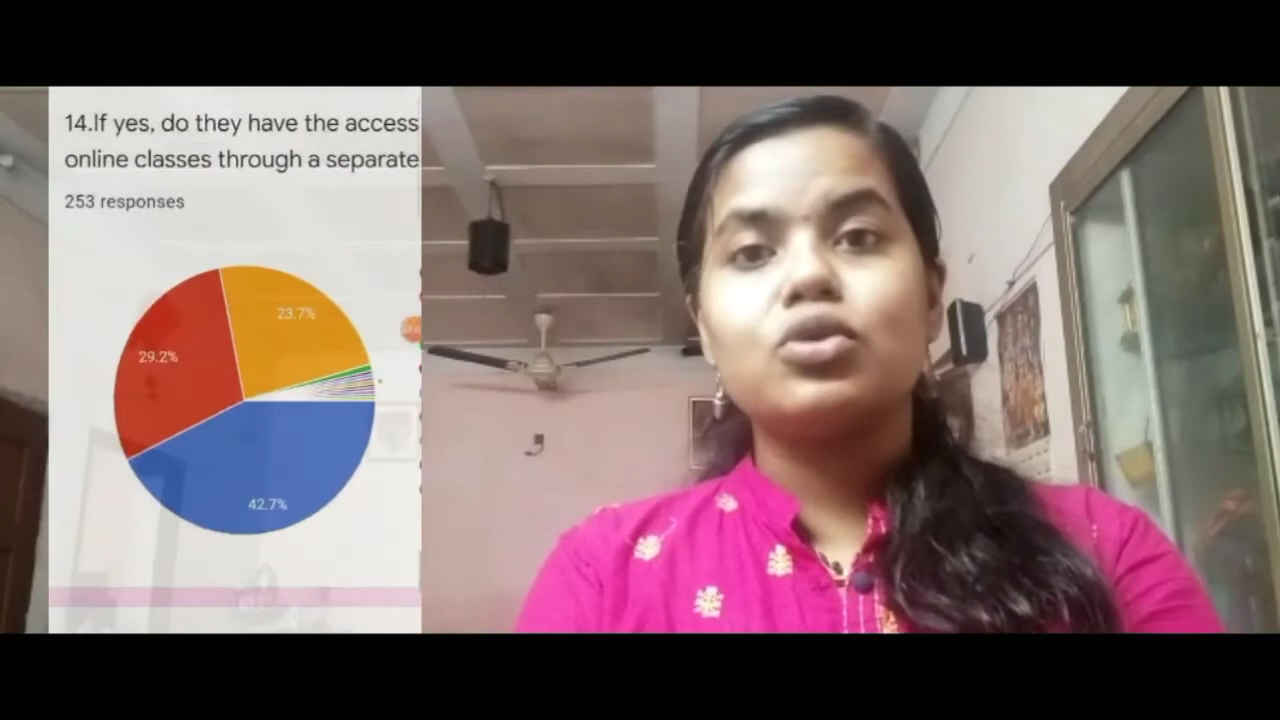 14.If yes, do they have the access
online classes through a separate
253 responses
23.7%
29.2%
42.7%